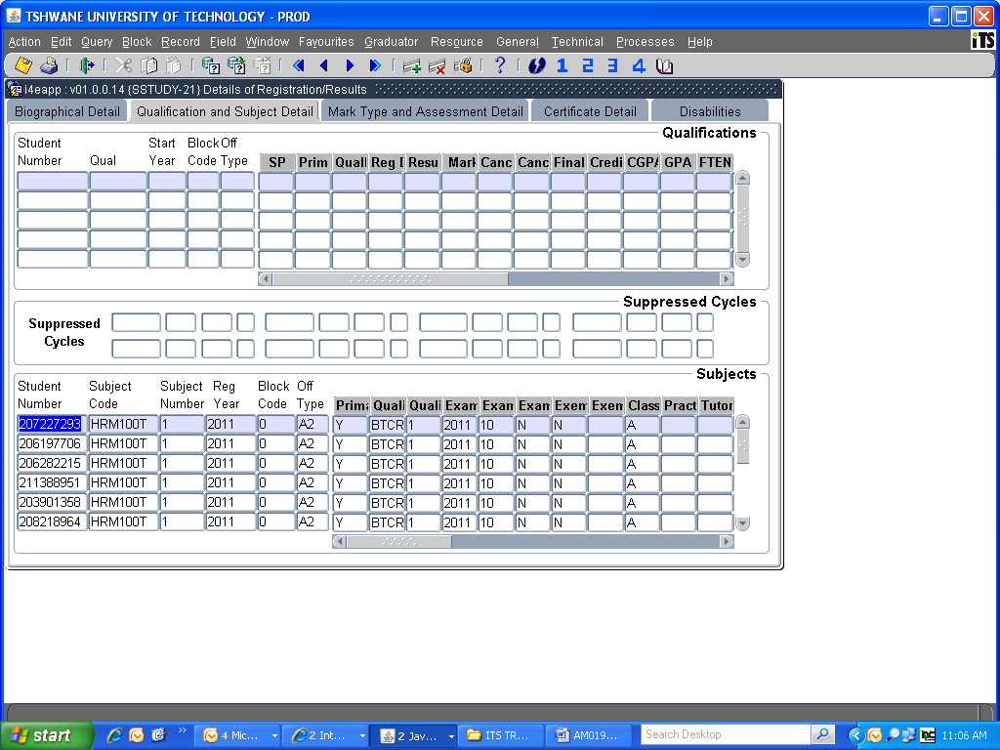 TSHWANE UNIVERSITY OF TECHNOLOGY - PROD
Action Edit Query Block Record Field Window Favourites Graduator Resource General Technical Processes Help
iTS
? 1 2 3 4
i4eapp : v01.0.0.14 {SSTUDY-21} Details of Registration/Results
Biographical Detail Qualification and Subject Detail Mark Type and Assessment Detail Certificate Detail Disabilities
Qualifications
Student Start Block Off
Number Qual Year Code Type
SP Prim Quali Reg D Resu Mark Canc Canc Final Credi CGPA GPA FTEN
Suppressed Cycles
Suppressed
Cycles
Subjects
Student Subject Subject Reg Block Off
Number Code Number Year Code Type
Prima Quali Quali Exam Exam Exam Exem Exem Class Pract Tutor
207227293 HRM100T 1 2011 0 A2 Y BTCR 1 2011 10 N N A
206197706 HRM100T 1 2011 0 A2 Y BTCR 1 2011 10 N N A
206282215 HRM100T 1 2011 0 A2 Y BTCR 1 2011 10 N N A
211388951 HRM100T 1 2011 0 A2 Y BTCR 1 2011 10 N N A
203901358 HRM100T 1 2011 0 A2 Y BTCR 1 2011 10 N N A
208218964 HRM100T 1 2011 0 A2 Y BTCR 1 2011 10 N N A
start 4 Mic... 2 Int... 2 Jav... ITS TR... AM019... Search Desktop 11:06 AM